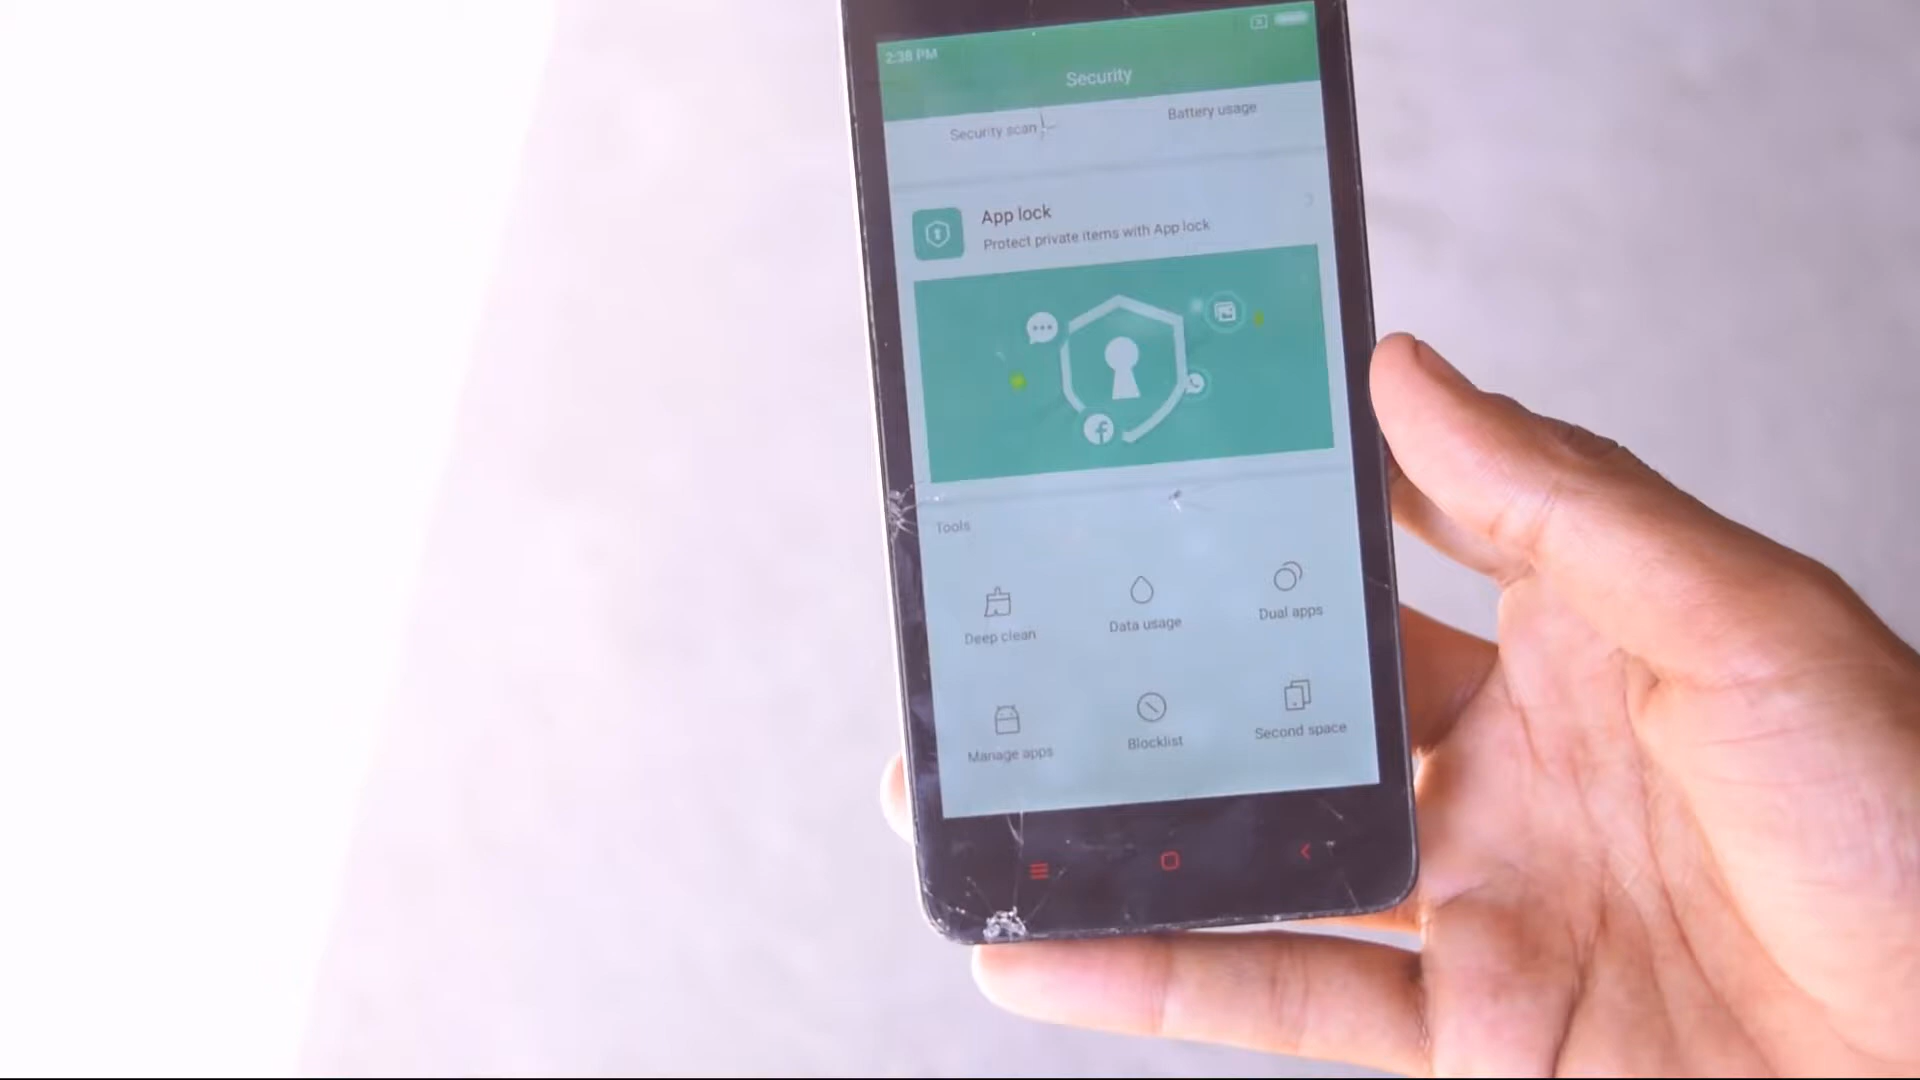 2:38 PM
Security
Security scan
Battery usage
App lock
Protect private items with App lock
Tools
Deep clean
Data usage
Dual apps
Manage apps
Blocklist
Second space